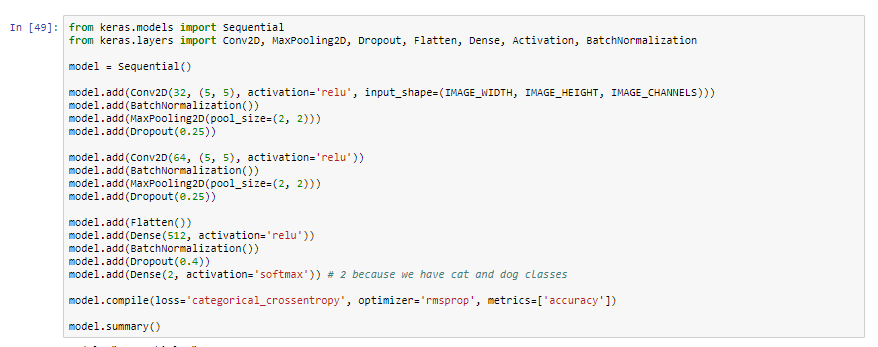 In [49]: from keras.models import Sequential
from keras.layers import Conv2D, MaxPooling2D, Dropout, Flatten, Dense, Activation, BatchNormalization
model = Sequential()
model.add(Conv2D(32, (5, 5), activation='relu', input_shape=(IMAGE_WIDTH, IMAGE_HEIGHT, IMAGE_CHANNELS)))
model.add(BatchNormalization())
model.add(MaxPooling2D(pool_size=(2, 2)))
model.add(Dropout(0.25))
model.add(Conv2D(64, (5, 5), activation='relu'))
model.add(BatchNormalization())
model.add(MaxPooling2D(pool_size=(2, 2)))
model.add(Dropout(0.25))
model.add(Flatten())
model.add(Dense(512, activation='relu'))
model.add(BatchNormalization())
model.add(Dropout(0.4))
model.add(Dense(2, activation='softmax')) # 2 because we have cat and dog classes
model.compile(loss='categorical_crossentropy', optimizer='rmsprop', metrics=['accuracy'])
model.summary()